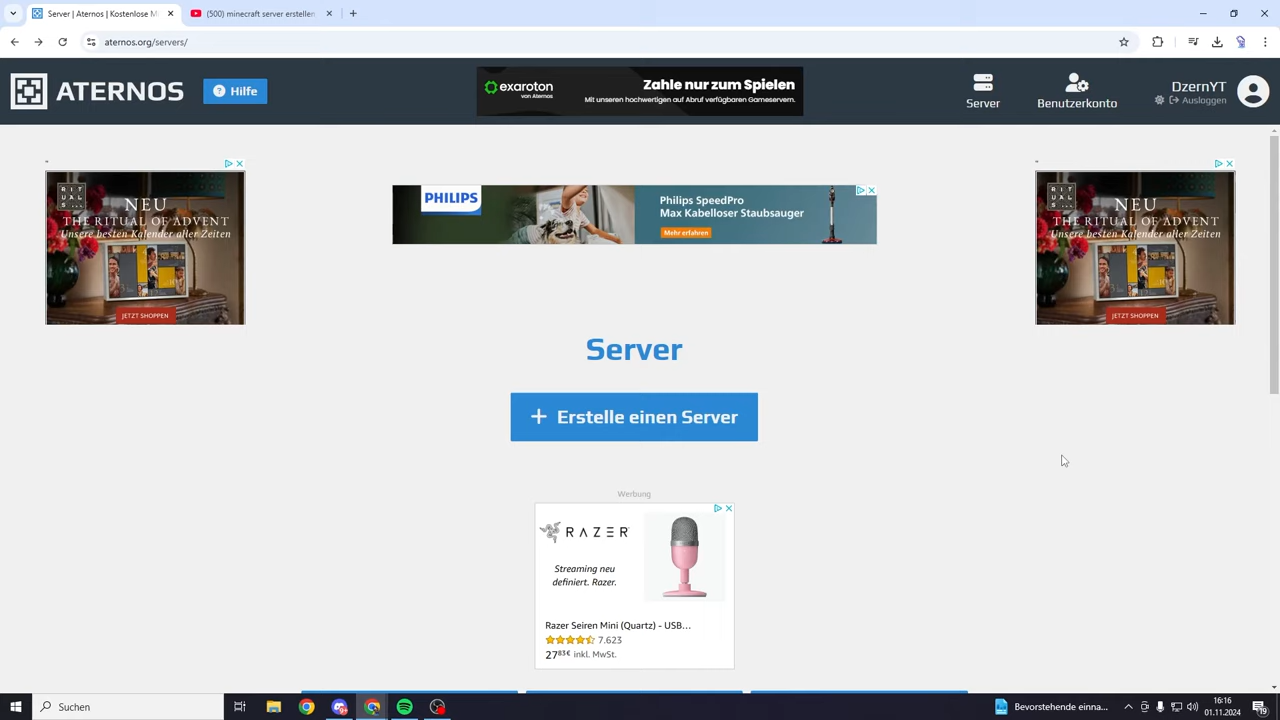 Server | Aternos | Kostenlose M
(500) minecraft server erstellen
aternos.org/servers/
ATERNOS
Hilfe
exaroton
von Aternos
Zahle nur zum Spielen
Mit unseren hochwertigen auf Abruf verfügbaren Gameservern.
Server
Benutzerkonto
DzernYT
Ausloggen
RITUALS...
NEU
THE RITUAL OF ADVENT
Unsere besten Kalender aller Zeiten
JETZT SHOPPEN
PHILIPS
Philips SpeedPro
Max Kabelloser Staubsauger
Mehr erfahren
RITUALS...
NEU
THE RITUAL OF ADVENT
Unsere besten Kalender aller Zeiten
JETZT SHOPPEN
Server
+ Erstelle einen Server
Werbung
RAZER
Streaming neu
definiert. Razer.
Razer Seiren Mini (Quartz) - USB...
7.623
2783€ inkl. MwSt.
Suchen
Bevorstehende einna...
16:16
01.11.2024